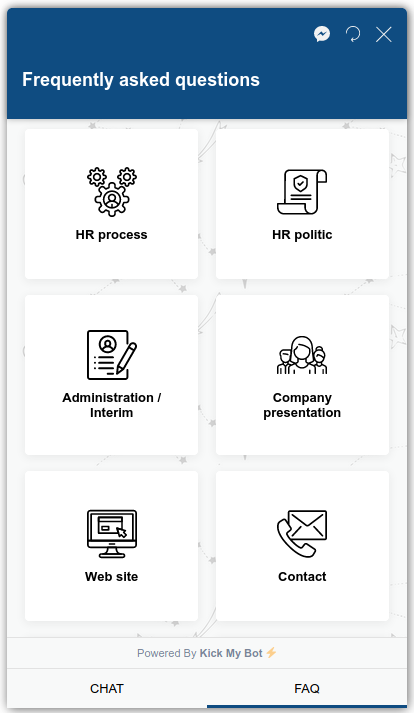 Frequently asked questions
HR process
HR politic
Administration /
Interim
Company
presentation
Web site
Contact
Powered By Kick My Bot⚡
CHAT
FAQ